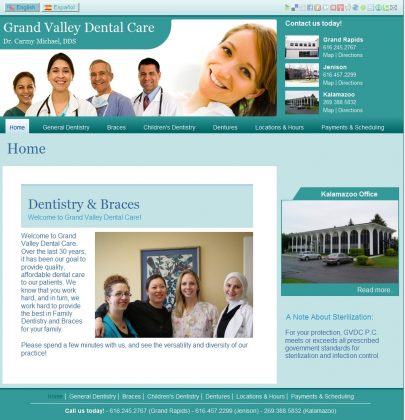 English Español
Grand Valley Dental Care
Dr. Carmy Michael, DDS
Contact us today!
Grand Rapids
616.245.2767
Map | Directions
Jenison
616.457.2299
Map | Directions
Kalamazoo
269.388.5832
Map | Directions
Home General Dentistry Braces Children's Dentistry Dentures Locations & Hours Payments & Scheduling
Home
Dentistry & Braces
Welcome to Grand Valley Dental Care!
Welcome to Grand
Valley Dental Care.
Over the last 30 years,
it has been our goal to
provide quality,
affordable dental care
to our patients. We
know that you work
hard, and in turn, we
work hard to provide
the best in Family
Dentistry and Braces
for your family.
Please spend a few minutes with us, and see the versatility and diversity of our
practice!
Kalamazoo Office
Read more...
A Note About Sterilization:
For your protection, GVDC P.C.
meets or exceeds all prescribed
government standards for
sterilization and infection control.
Home | General Dentistry | Braces | Children's Dentistry | Dentures | Locations & Hours | Payments & Scheduling
Call us today! - 616.245.2767 (Grand Rapids) - 616.457.2299 (Jenison) - 269.388.5832 (Kalamazoo)